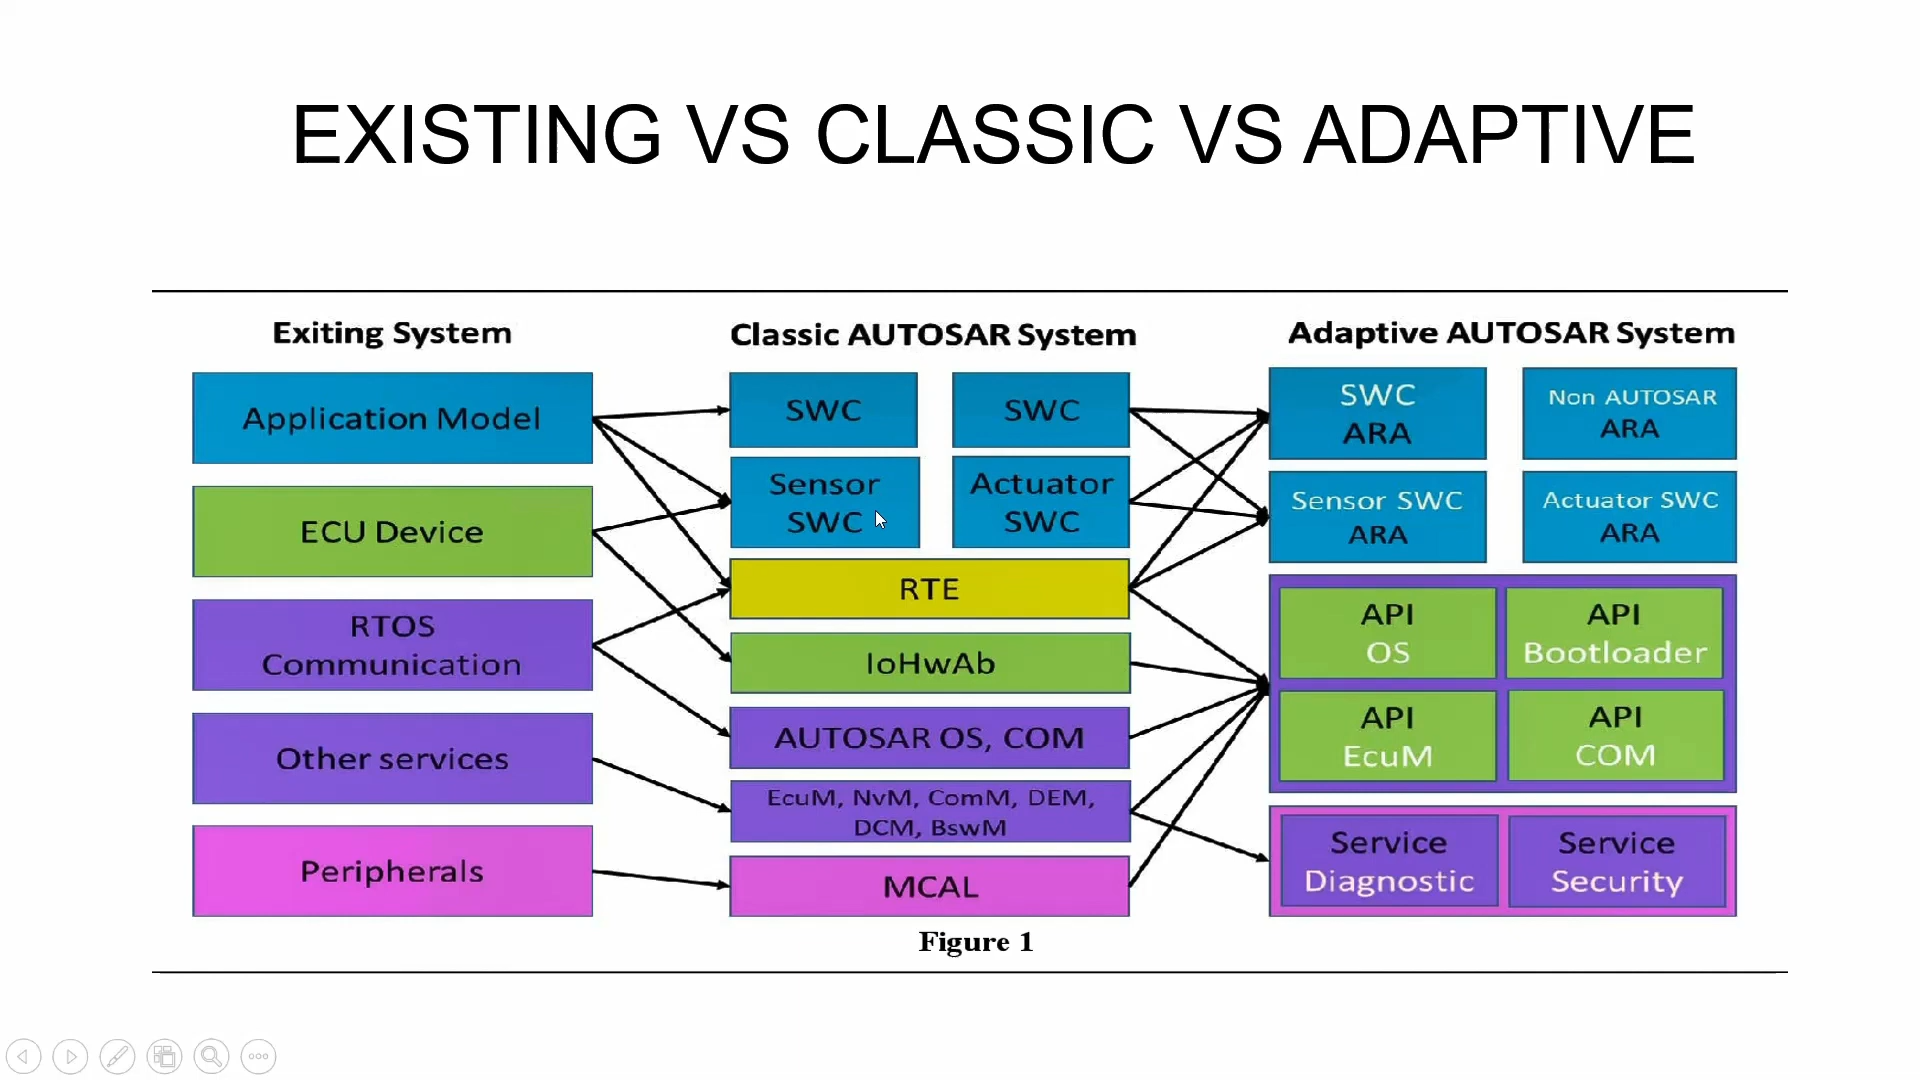 EXISTING VS CLASSIC VS ADAPTIVE
Exiting System
Application Model
ECU Device
RTOS
Communication
Other services
Peripherals
Classic AUTOSAR System
SWC
SWC
Sensor
SWC
Actuator
SWC
RTE
IoHwAb
AUTOSAR OS, COM
EcuM, NvM, ComM, DEM,
DCM, BswM
MCAL
Adaptive AUTOSAR System
SWC
ARA
Non AUTOSAR
ARA
Sensor SWC
ARA
Actuator SWC
ARA
API
OS
API
Bootloader
API
EcuM
API
COM
Service
Diagnostic
Service
Security
Figure 1